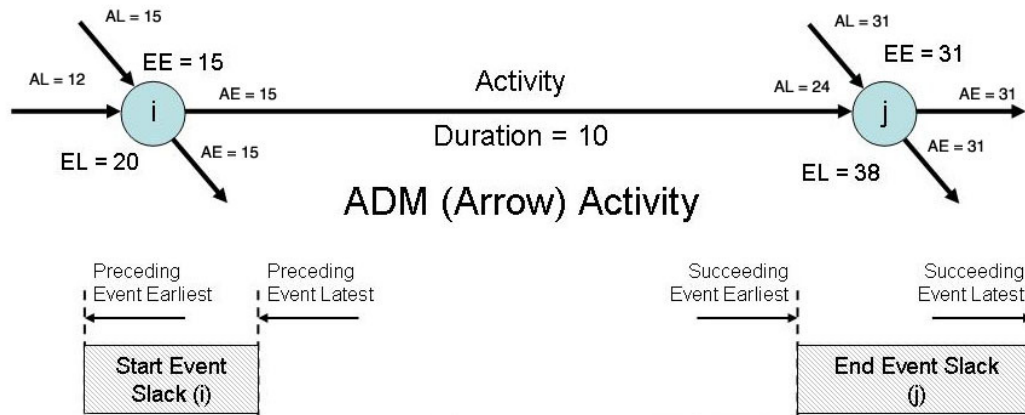 AL = 15
EE = 15
AL = 12
i
AE = 15
EL = 20
AE = 15
Activity
Duration = 10
AL = 31
EE = 31
AL = 24
j
AE = 31
EL = 38
AE = 31
ADM (Arrow) Activity
Preceding
Event Earliest
Preceding
Event Latest
Succeeding
Event Earliest
Succeeding
Event Latest
Start Event
Slack (i)
End Event Slack
(j)